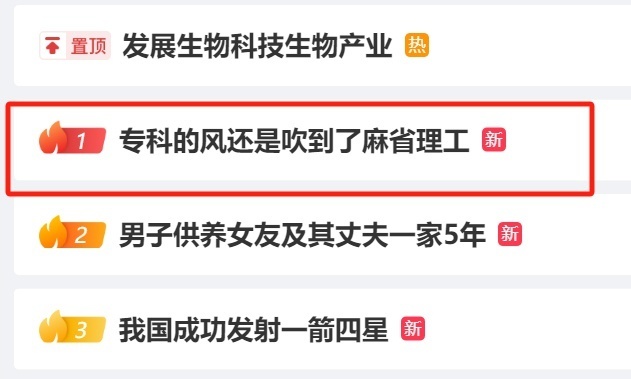 置顶 发展生物科技生物产业 热
1 专科的风还是吹到了麻省理工 新
2 男子供养女友及其丈夫一家5年 新
3 我国成功发射一箭四星 新